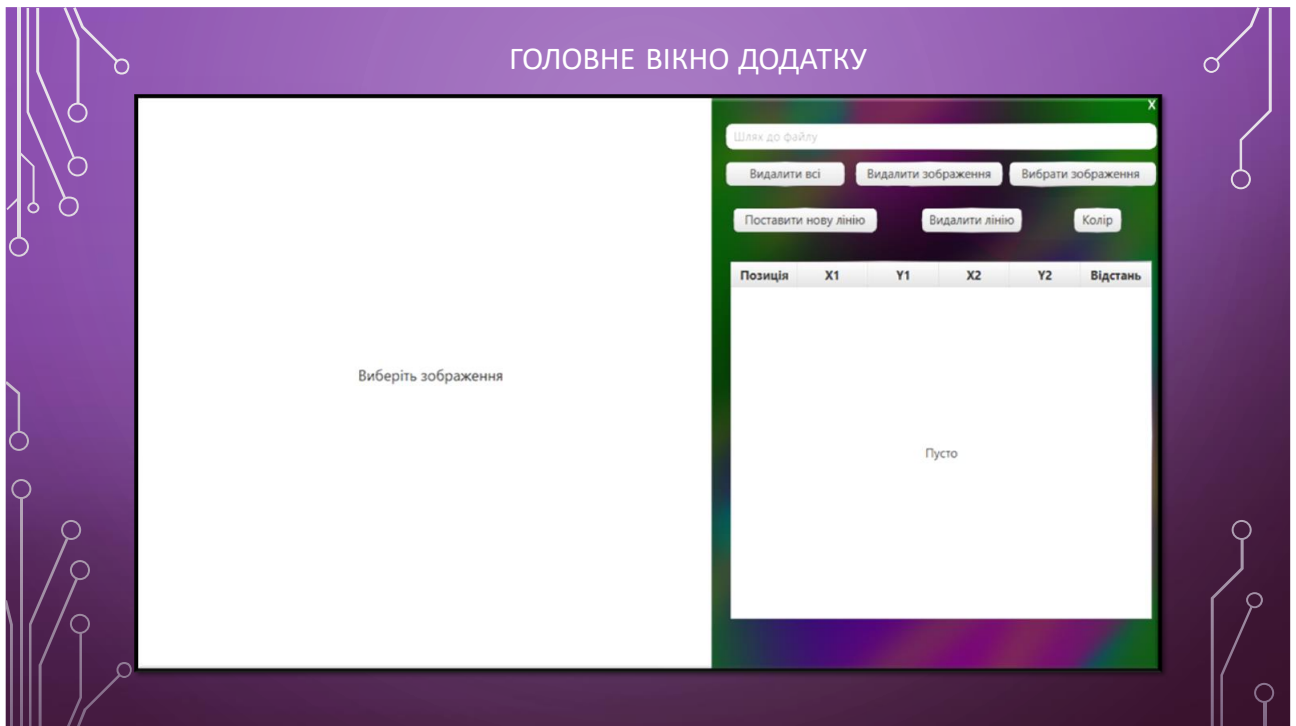 ГОЛОВНЕ ВІКНО ДОДАТКУ
X
Шлях до файлу
Видалити всі Видалити зображення Вибрати зображення
Поставити нову лінію Видалити лінію Колір
Позиція X1 Y1 X2 Y2 Відстань
Виберіть зображення
Пусто